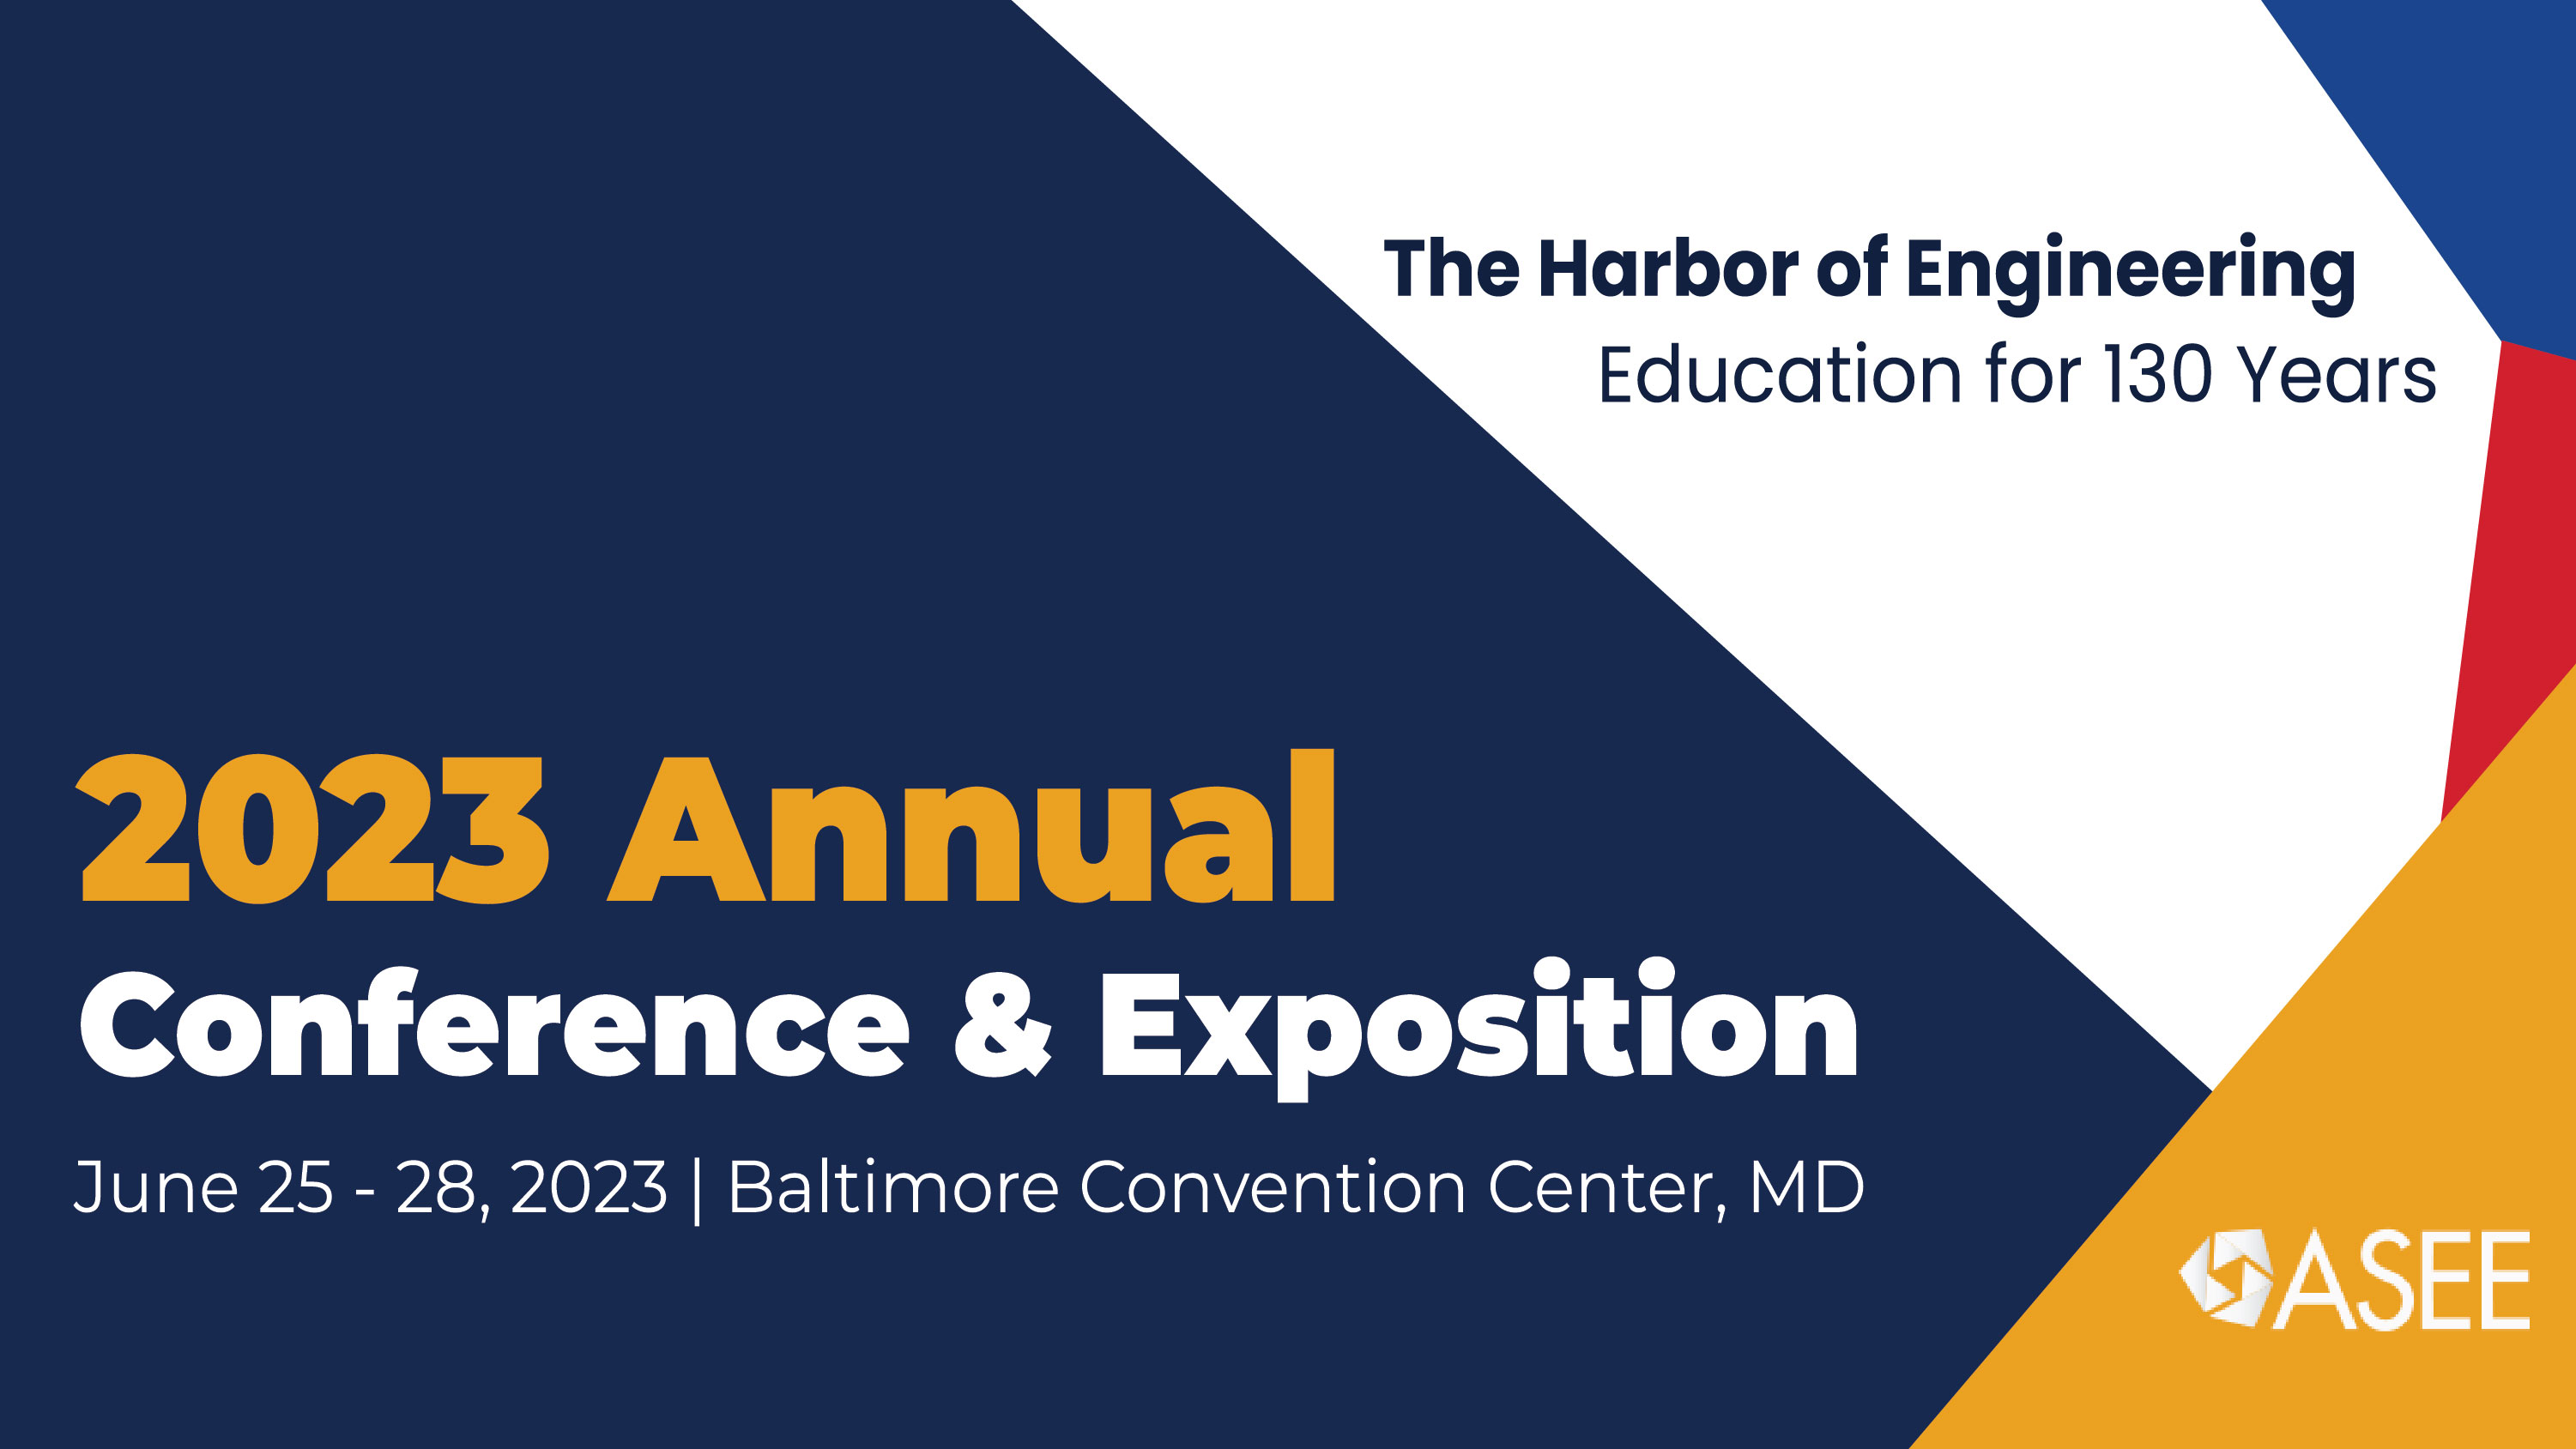 The Harbor of Engineering
Education for 130 Years
2023 Annual
Conference & Exposition
June 25 - 28, 2023 | Baltimore Convention Center, MD
ASEE